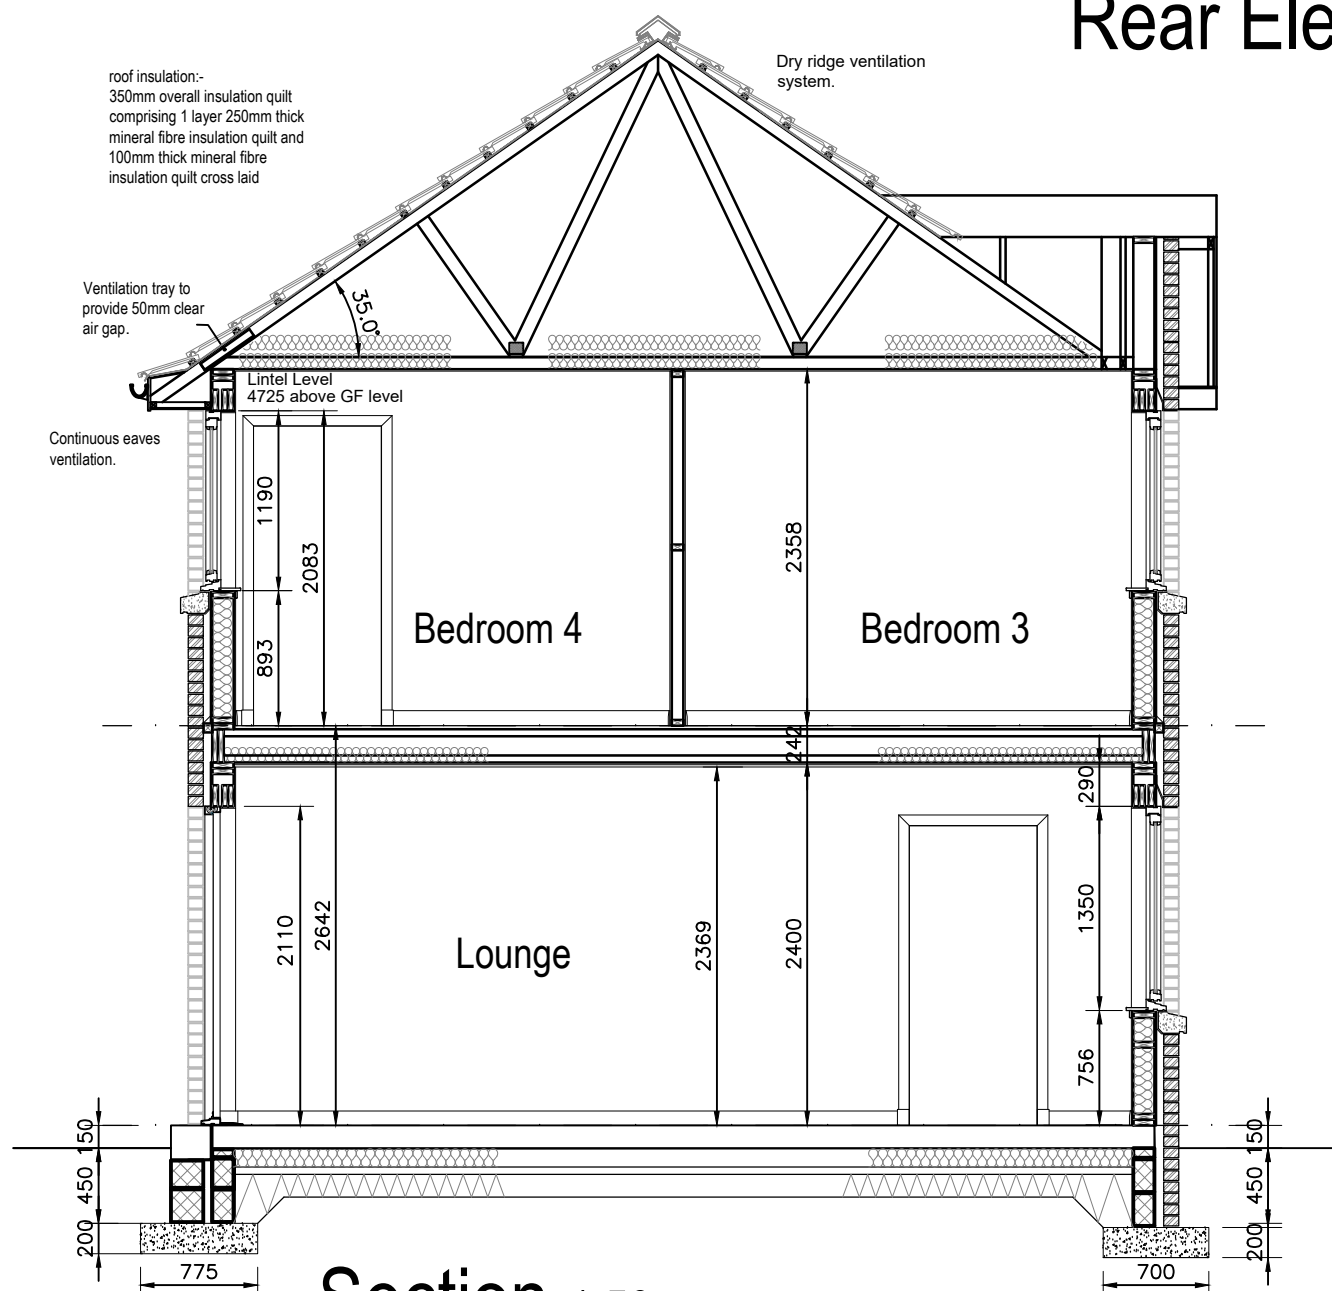 Rear Ele
Dry ridge ventilation
system.
roof insulation:-
350mm overall insulation quilt
comprising 1 layer 250mm thick
mineral fibre insulation quilt and
100mm thick mineral fibre
insulation quilt cross laid
Ventilation tray to
provide 50mm clear
air gap.
35.0°
Lintel Level
4725 above GF level
Continuous eaves
ventilation.
1190
2083
2358
Bedroom 4
Bedroom 3
893
242
290
2110
2642
Lounge
2369
2400
1350
756
150
150
450
450
200
200
775
700
Section